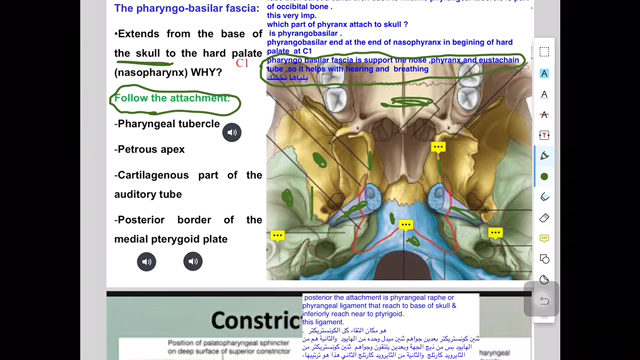 The pharyngo-basilar fascia:
•Extends from the base of
the skull to the hard palate
C1
(nasopharynx) WHY?
Follow the attachment:
-Pharyngeal tubercle
-Petrous apex
-Cartilagenous part of the
auditory tube
-Posterior border of the
medial pterygoid plate
of occibital bone .
this very imp.
which part of phyranx attach to skull ?
is phyrangobasilar .
phyrangobasilar end at the end of nasophyranx in begining of hard
palate at C1
pharyngo basilar fascia is support the nose ,phyranx and eustachain
tube ,so it helps with hearing and breathing
posterior the attachment is phyrangeal raphe or
phyrangeal ligament that reach to base of skull &
inferiorly reach near to ptyrigoid.
this ligament.
هو مكان التقاء كل الكونستريكتر
Constric
Position of palatopharyngeal sphincter
on deep surface of superior constrictor